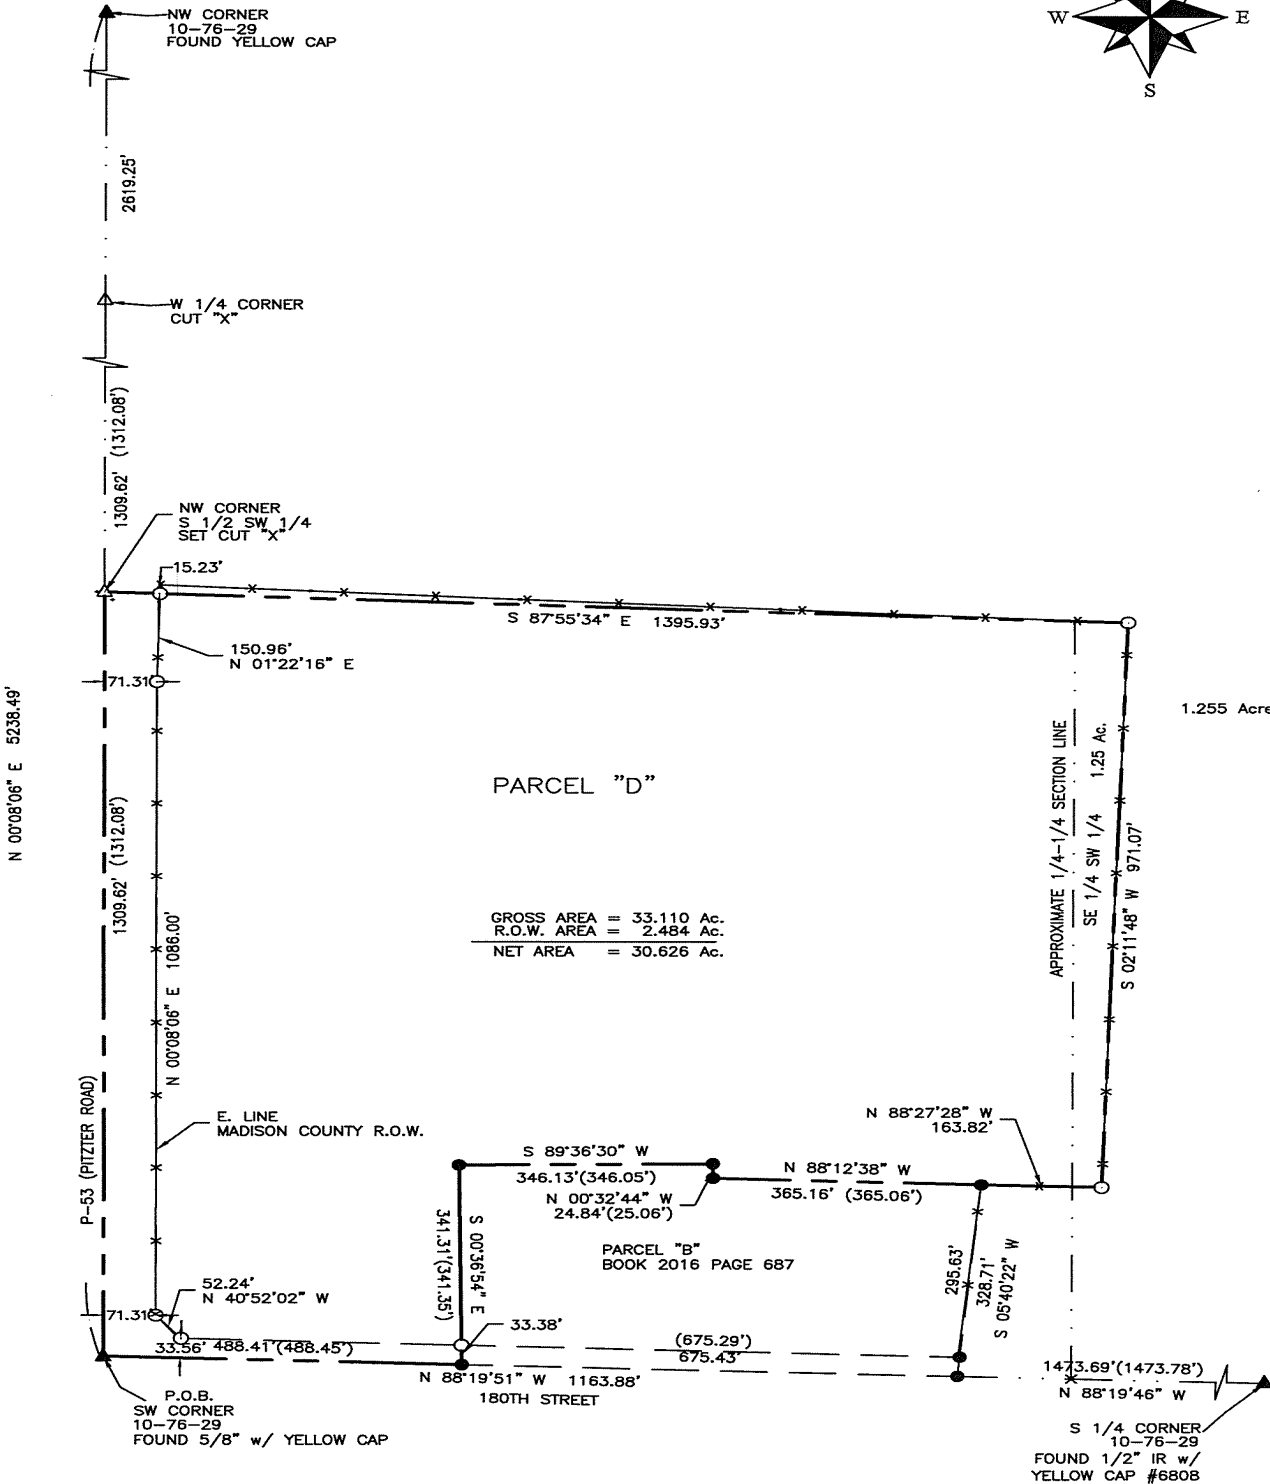 NW CORNER
10-76-29
FOUND YELLOW CAP
W
E
S
2619.25'
W 1/4 CORNER
CUT "X"
1309.62' (1312.08')
NW CORNER
S 1/2 SW 1/4
SET CUT "X"
15.23'
S 87°55'34" E 1395.93'
150.96'
N 01°22'16" E
71.31'
N 00°08'06" E 5238.49'
1.255 Acre
PARCEL "D"
APPROXIMATE 1/4-1/4 SECTION LINE
SE 1/4 SW 1/4 1.25 Ac.
S 02°11'48" W 971.07'
1309.62' (1312.08')
N 00°08'06" E 1086.00'
GROSS AREA = 33.110 Ac.
R.O.W. AREA = 2.484 Ac.
NET AREA = 30.626 Ac.
P-53 (PITZTER ROAD)
E. LINE
MADISON COUNTY R.O.W.
N 88°27'28" W
163.82'
S 89°36'30" W
346.13'(346.05')
N 88°12'38" W
365.16' (365.06')
N 00°32'44" W
24.84'(25.06')
341.31'(341.35')
S 00°36'54" E
PARCEL "B"
BOOK 2016 PAGE 687
295.63'
328.71'
S 05°40'22" W
52.24'
N 40°52'02" W
71.31'
33.38'
33.56' 488.41'(488.45')
(675.29')
675.43'
N 88°19'51" W 1163.88'
180TH STREET
1473.69'(1473.78')
N 88°19'46" W
P.O.B.
SW CORNER
10-76-29
FOUND 5/8" w/ YELLOW CAP
S 1/4 CORNER
10-76-29
FOUND 1/2" IR w/
YELLOW CAP #6808